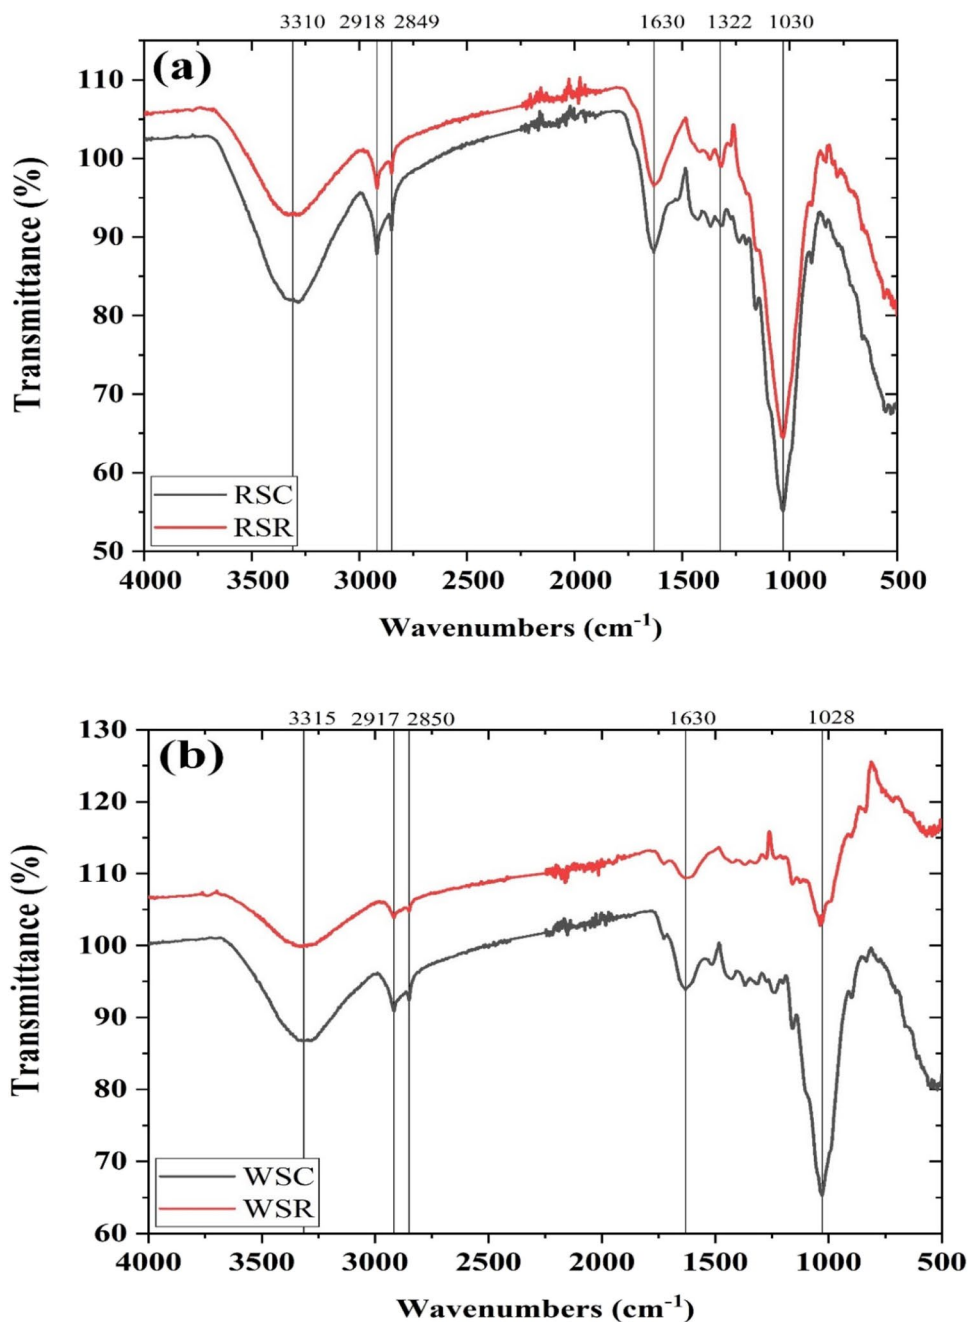 3310 2918 2849 1630 1322 1030
(a)
110
100
90
80
70
60
50
Transmittance (%)
RSC
RSR
4000 3500 3000 2500 2000 1500 1000 500
Wavenumbers (cm⁻¹)
3315 2917 2850 1630 1028
130
(b)
120
110
100
90
80
70
60
Transmittance (%)
WSC
WSR
4000 3500 3000 2500 2000 1500 1000 500
Wavenumbers (cm⁻¹)